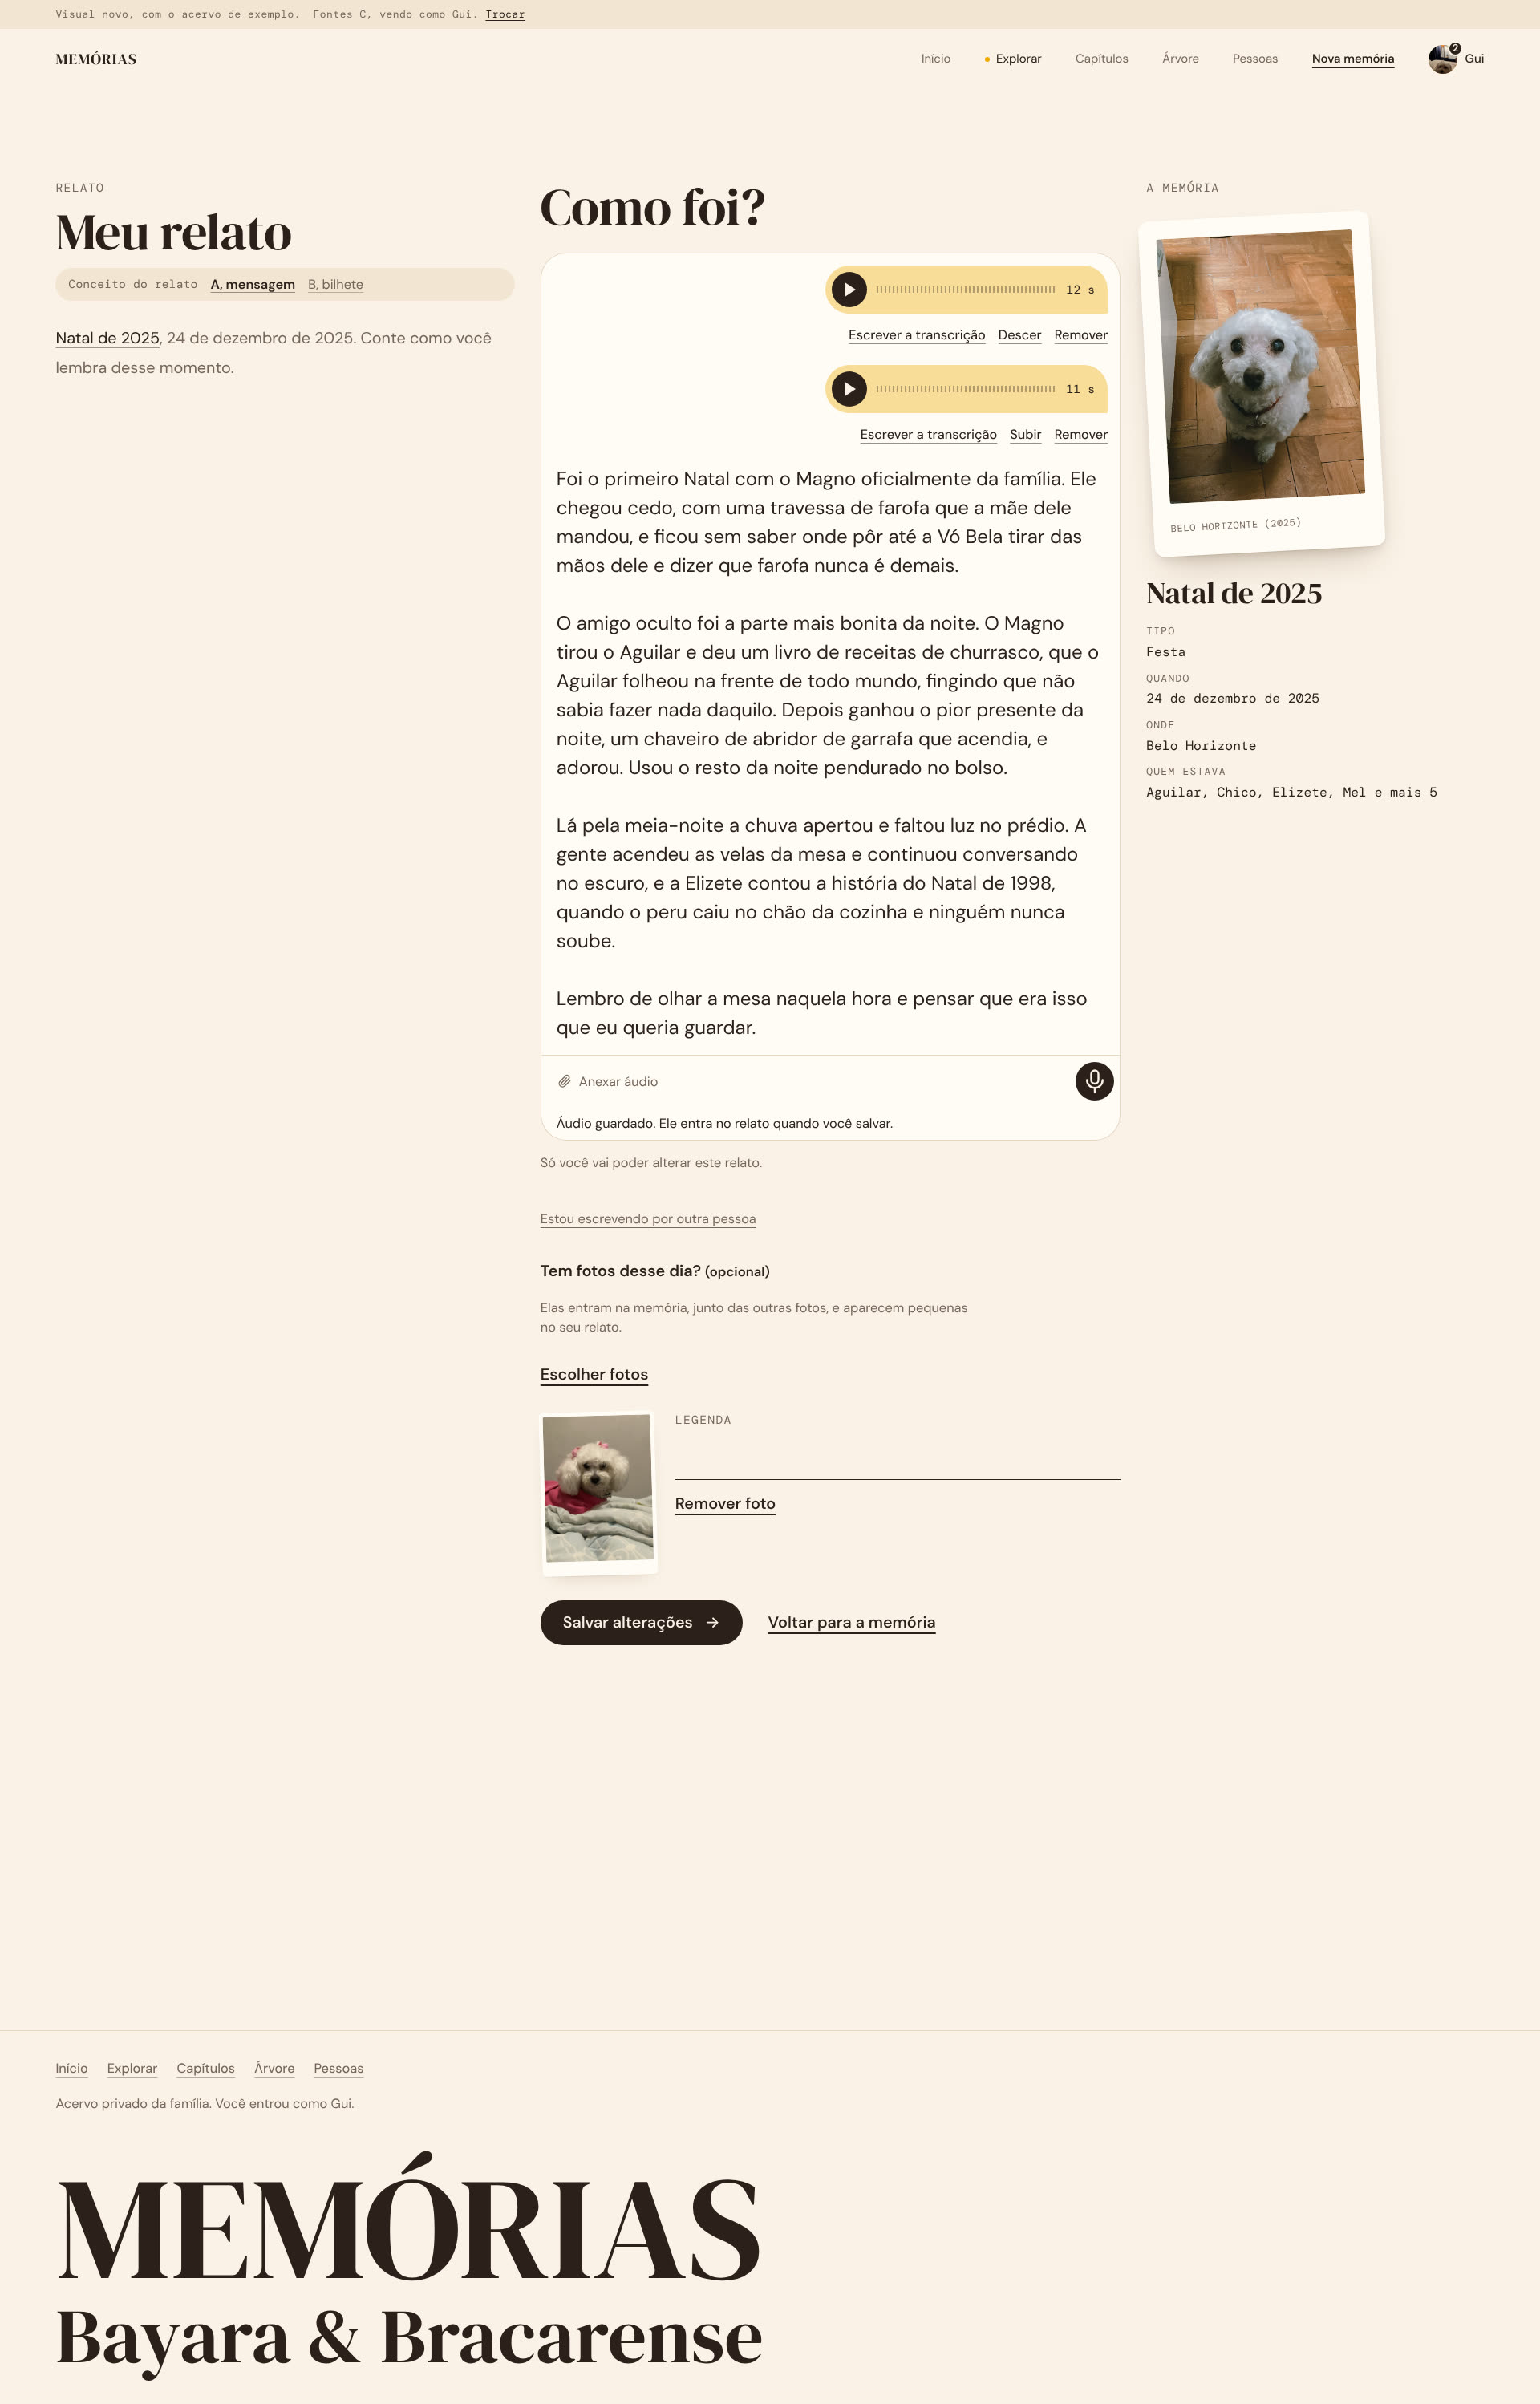 Visual novo, com o acervo de exemplo. Fontes C, vendo como Gui. Trocar
MEMÓRIAS
Início
Explorar
Capítulos
Árvore
Pessoas
Nova memória
2
Gui
RELATO
Meu relato
Conceito do relato A, mensagem B, bilhete
Natal de 2025, 24 de dezembro de 2025. Conte como você
lembra desse momento.
Como foi?
12 s
Escrever a transcrição Descer Remover
11 s
Escrever a transcrição Subir Remover
Foi o primeiro Natal com o Magno oficialmente da família. Ele
chegou cedo, com uma travessa de farofa que a mãe dele
mandou, e ficou sem saber onde pôr até a Vó Bela tirar das
mãos dele e dizer que farofa nunca é demais.
O amigo oculto foi a parte mais bonita da noite. O Magno
tirou o Aguilar e deu um livro de receitas de churrasco, que o
Aguilar folheou na frente de todo mundo, fingindo que não
sabia fazer nada daquilo. Depois ganhou o pior presente da
noite, um chaveiro de abridor de garrafa que acendia, e
adorou. Usou o resto da noite pendurado no bolso.
Lá pela meia-noite a chuva apertou e faltou luz no prédio. A
gente acendeu as velas da mesa e continuou conversando
no escuro, e a Elizete contou a história do Natal de 1998,
quando o peru caiu no chão da cozinha e ninguém nunca
soube.
Lembro de olhar a mesa naquela hora e pensar que era isso
que eu queria guardar.
Anexar áudio
Áudio guardado. Ele entra no relato quando você salvar.
Só você vai poder alterar este relato.
Estou escrevendo por outra pessoa
Tem fotos desse dia? (opcional)
Elas entram na memória, junto das outras fotos, e aparecem pequenas
no seu relato.
Escolher fotos
LEGENDA
Remover foto
Salvar alterações →
Voltar para a memória
A MEMÓRIA
BELO HORIZONTE (2025)
Natal de 2025
TIPO
Festa
QUANDO
24 de dezembro de 2025
ONDE
Belo Horizonte
QUEM ESTAVA
Aguilar, Chico, Elizete, Mel e mais 5
Início Explorar Capítulos Árvore Pessoas
Acervo privado da família. Você entrou como Gui.
MEMÓRIAS
Bayara & Bracarense